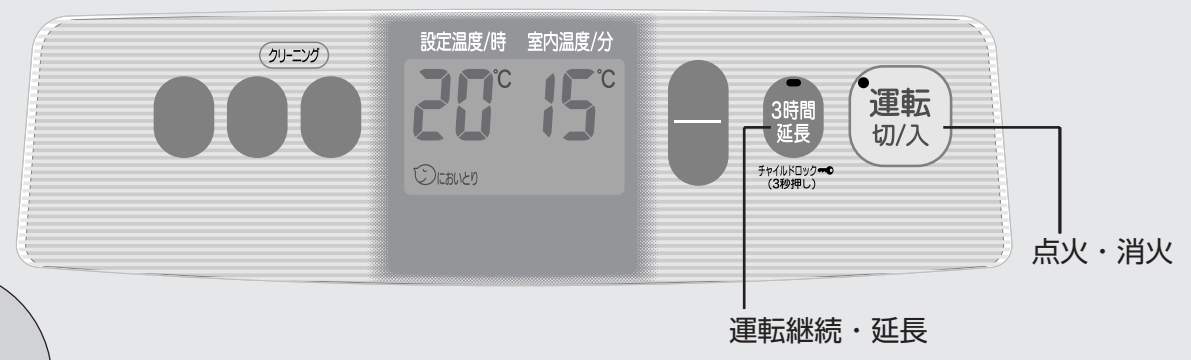 クリーニング
設定温度/時 室内温度/分
20℃ 15℃
においとり
3時間
延長
チャイルドロック
(3秒押し)
運転
切/入
点火・消火
運転継続・延長